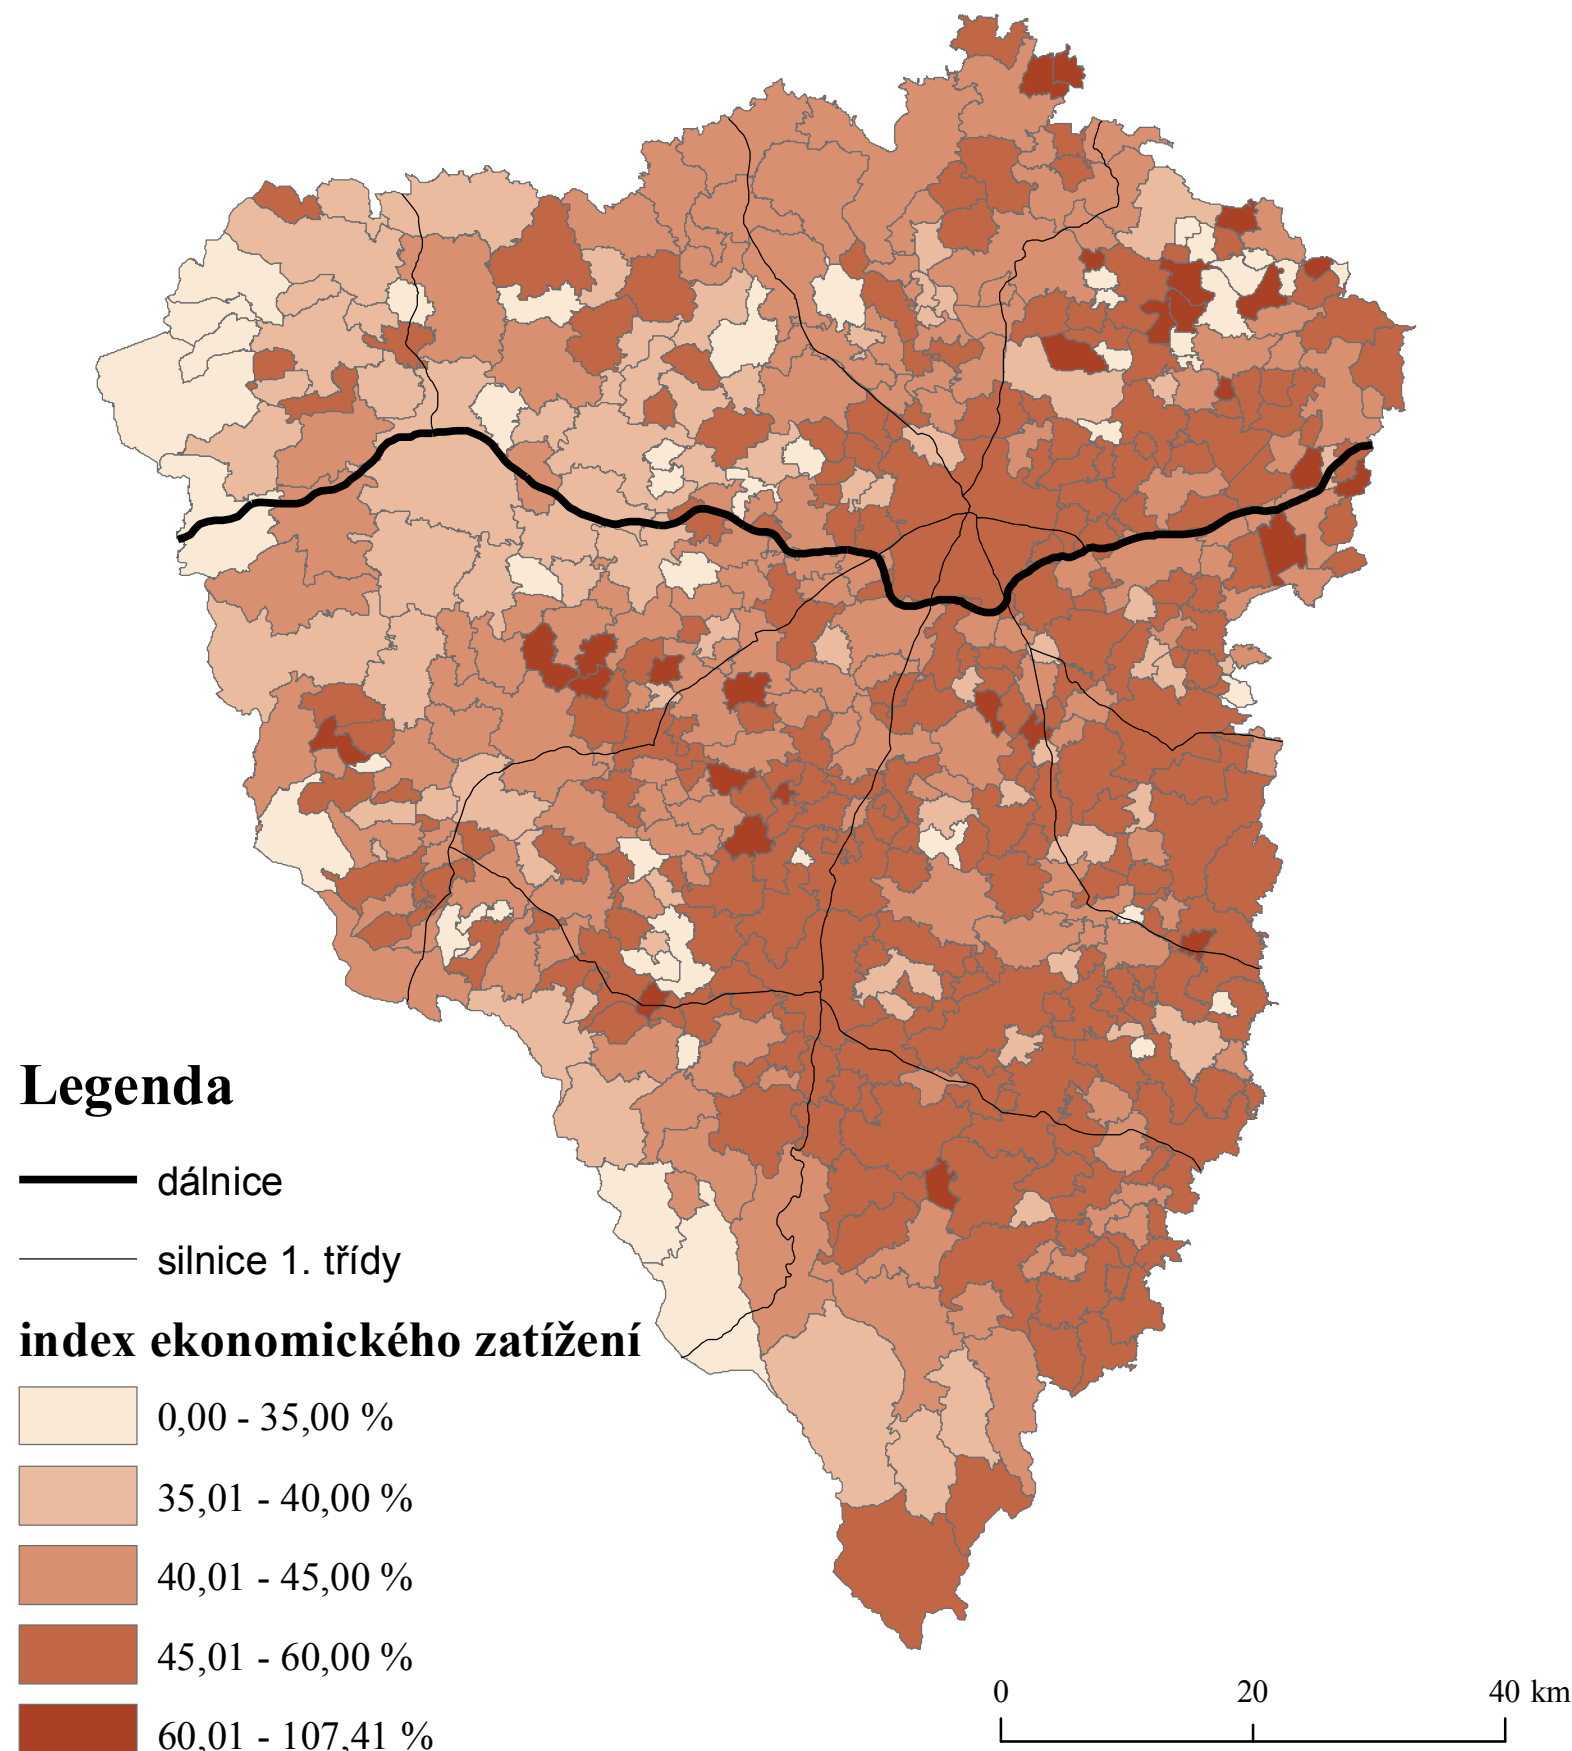 Legenda
dálnice
silnice 1. třídy
index ekonomického zatížení
0,00 - 35,00 %
35,01 - 40,00 %
40,01 - 45,00 %
45,01 - 60,00 %
60,01 - 107,41 %
0 20 40 km